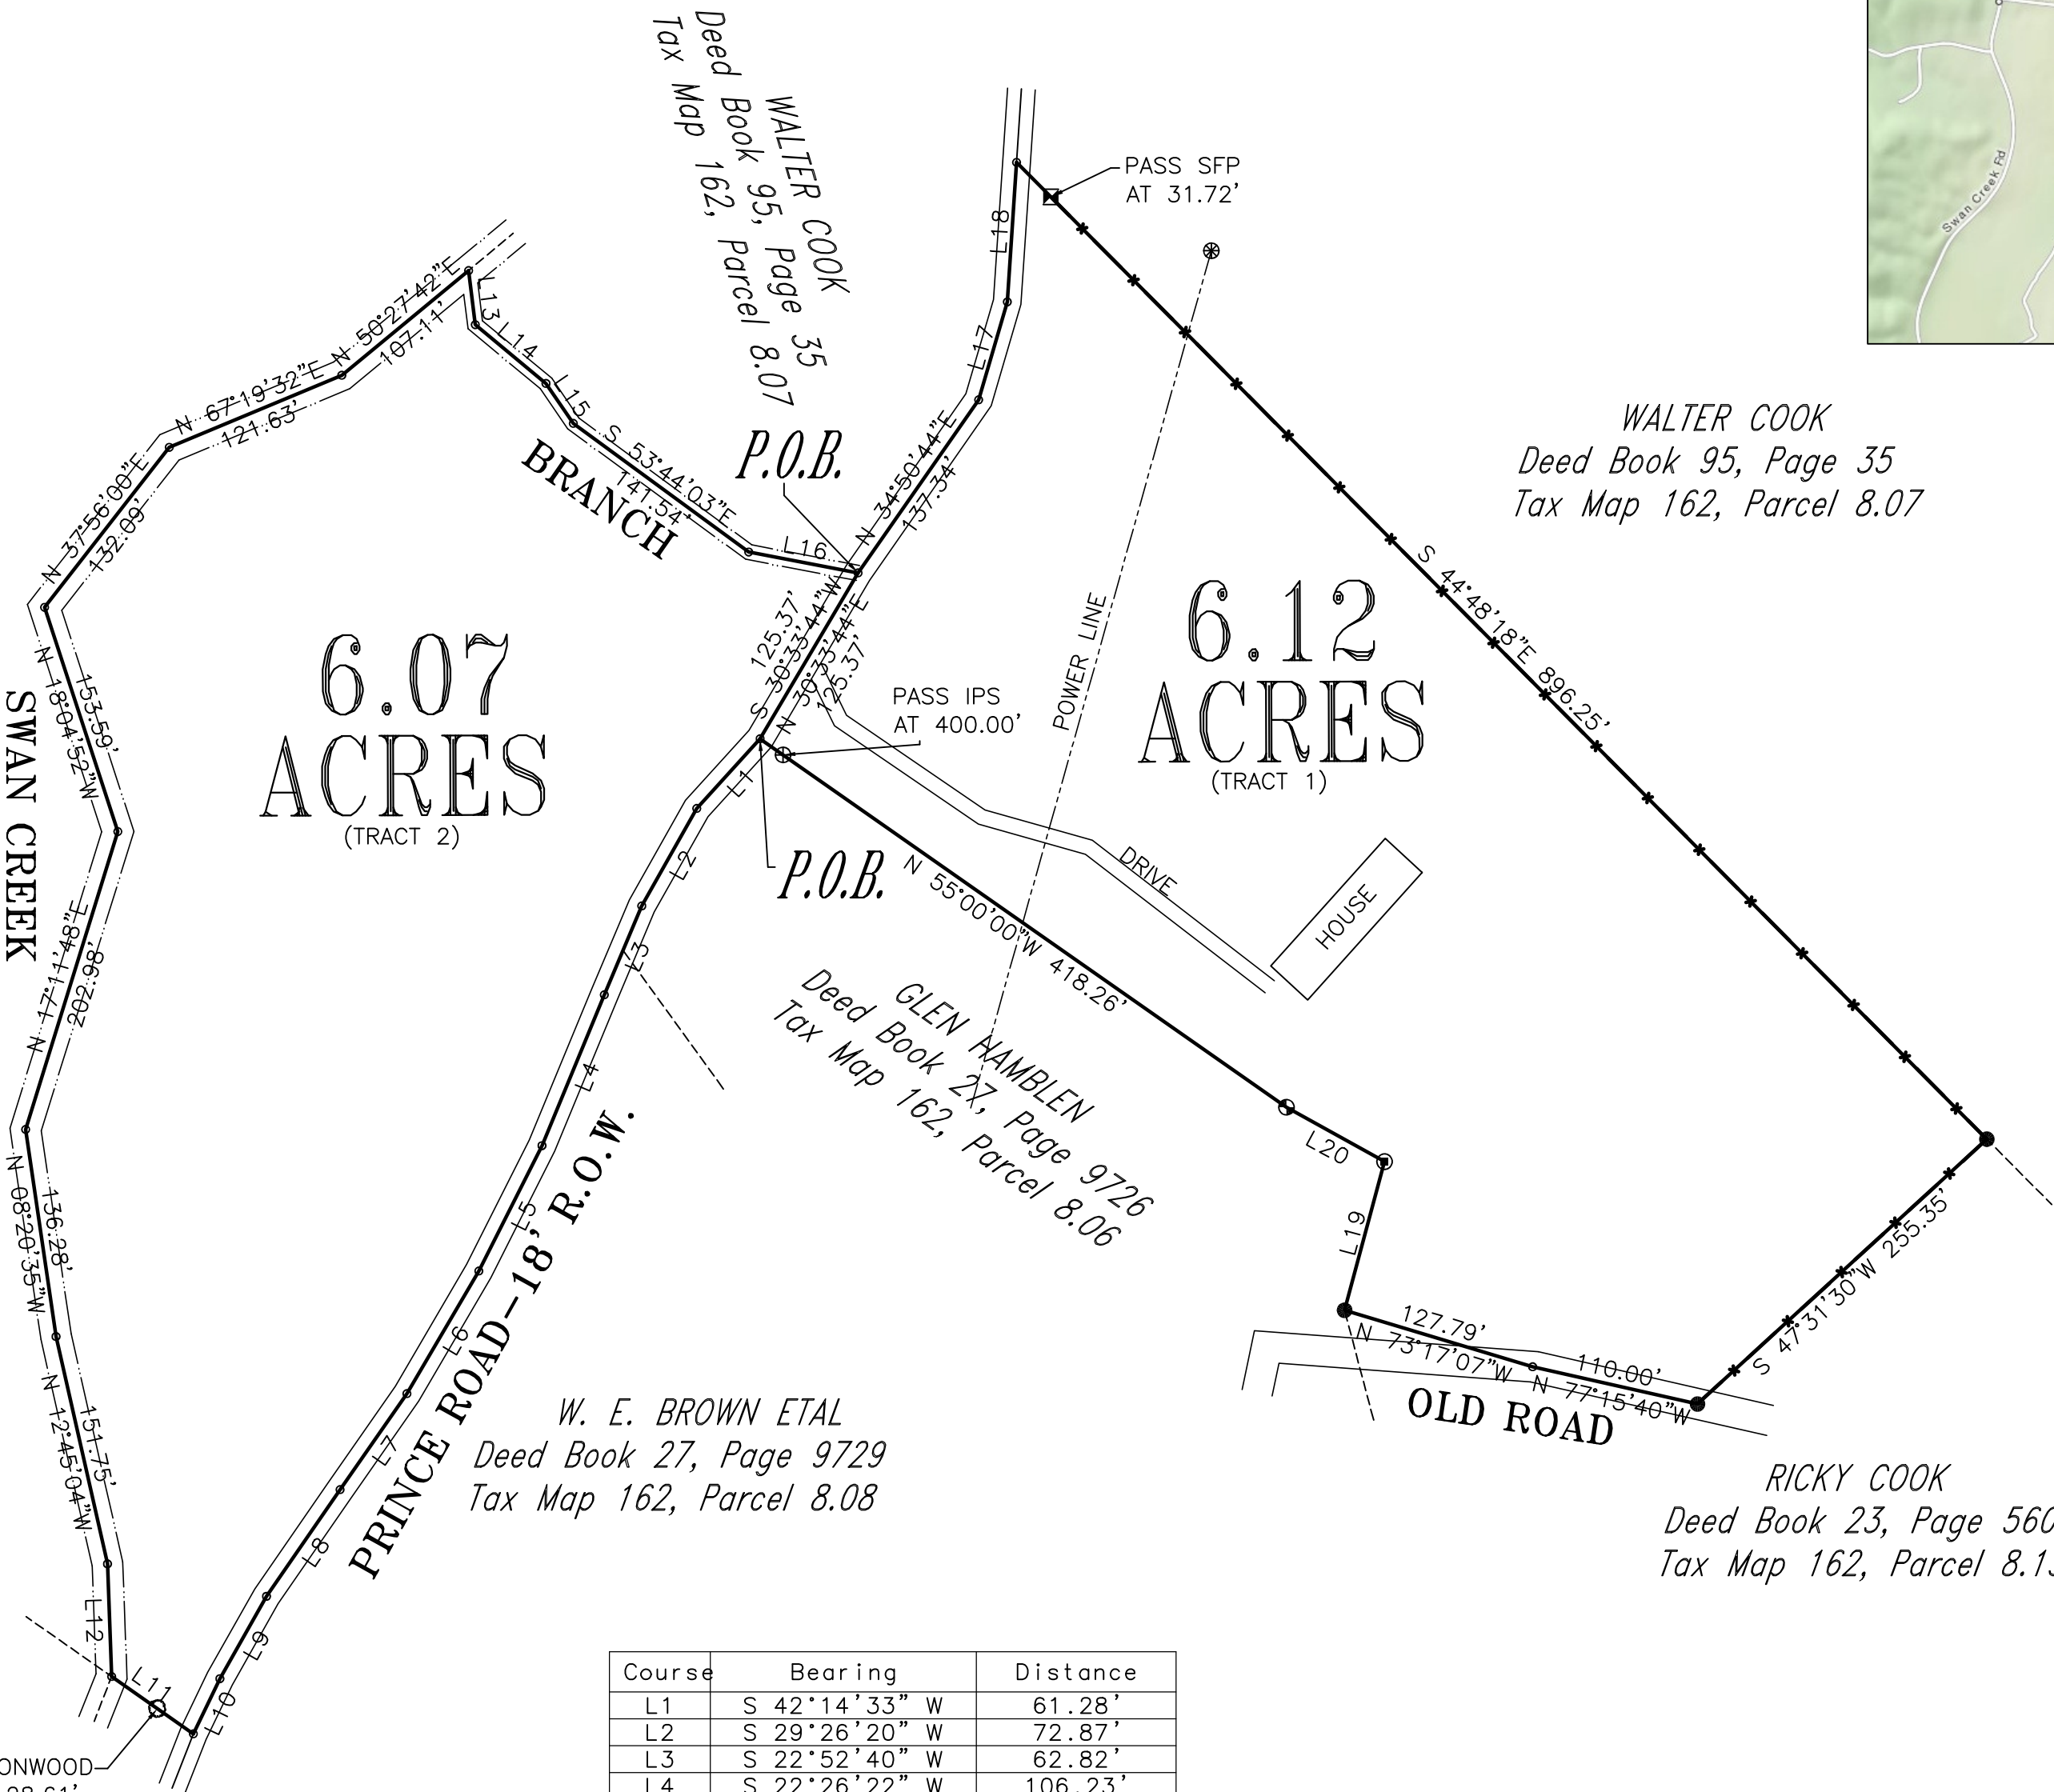 WALTER COOK
Deed Book 95, Page 35
Tax Map 162, Parcel 8.07
PASS SFP
AT 31.72'
Swan Creek Rd
L18
L17
N 34°50'44"E
137.34'
P.O.B.
N 50°27'42"E
107.11'
L13
L14
L15
S 53°44'03"E
141.54'
BRANCH
L16
N 67°19'32"E
121.63'
N 37°56'00"E
132.09'
WALTER COOK
Deed Book 95, Page 35
Tax Map 162, Parcel 8.07
S 44°48'18"E 896.25'
6.12
ACRES
(TRACT 1)
POWER LINE
6.07
ACRES
(TRACT 2)
125.37'
S 30°33'44"W
N 30°33'44"E
125.37'
PASS IPS
AT 400.00'
P.O.B.
DRIVE
HOUSE
N 55°00'00"W 418.26'
SWAN CREEK
153.59'
N 18°04'52"W
N 17°11'48"E
202.98'
136.28'
N 08°20'35"W
151.75'
N 12°45'04"W
L12
L11
L1
L2
L3
L4
L5
L6
L7
L8
L9
L10
PRINCE ROAD-18' R.O.W.
GLEN HAMBLEN
Deed Book 27, Page 9726
Tax Map 162, Parcel 8.06
L20
L19
127.79'
N 73°17'07"W
110.00'
N 77°15'40"W
S 47°31'30"W 255.35'
OLD ROAD
W. E. BROWN ETAL
Deed Book 27, Page 9729
Tax Map 162, Parcel 8.08
RICKY COOK
Deed Book 23, Page 560
Tax Map 162, Parcel
ONWOOD
Course Bearing Distance
L1 S 42°14'33" W 61.28'
L2 S 29°26'20" W 72.87'
L3 S 22°52'40" W 62.82'
L4 S 22°26'22" W 106.23'